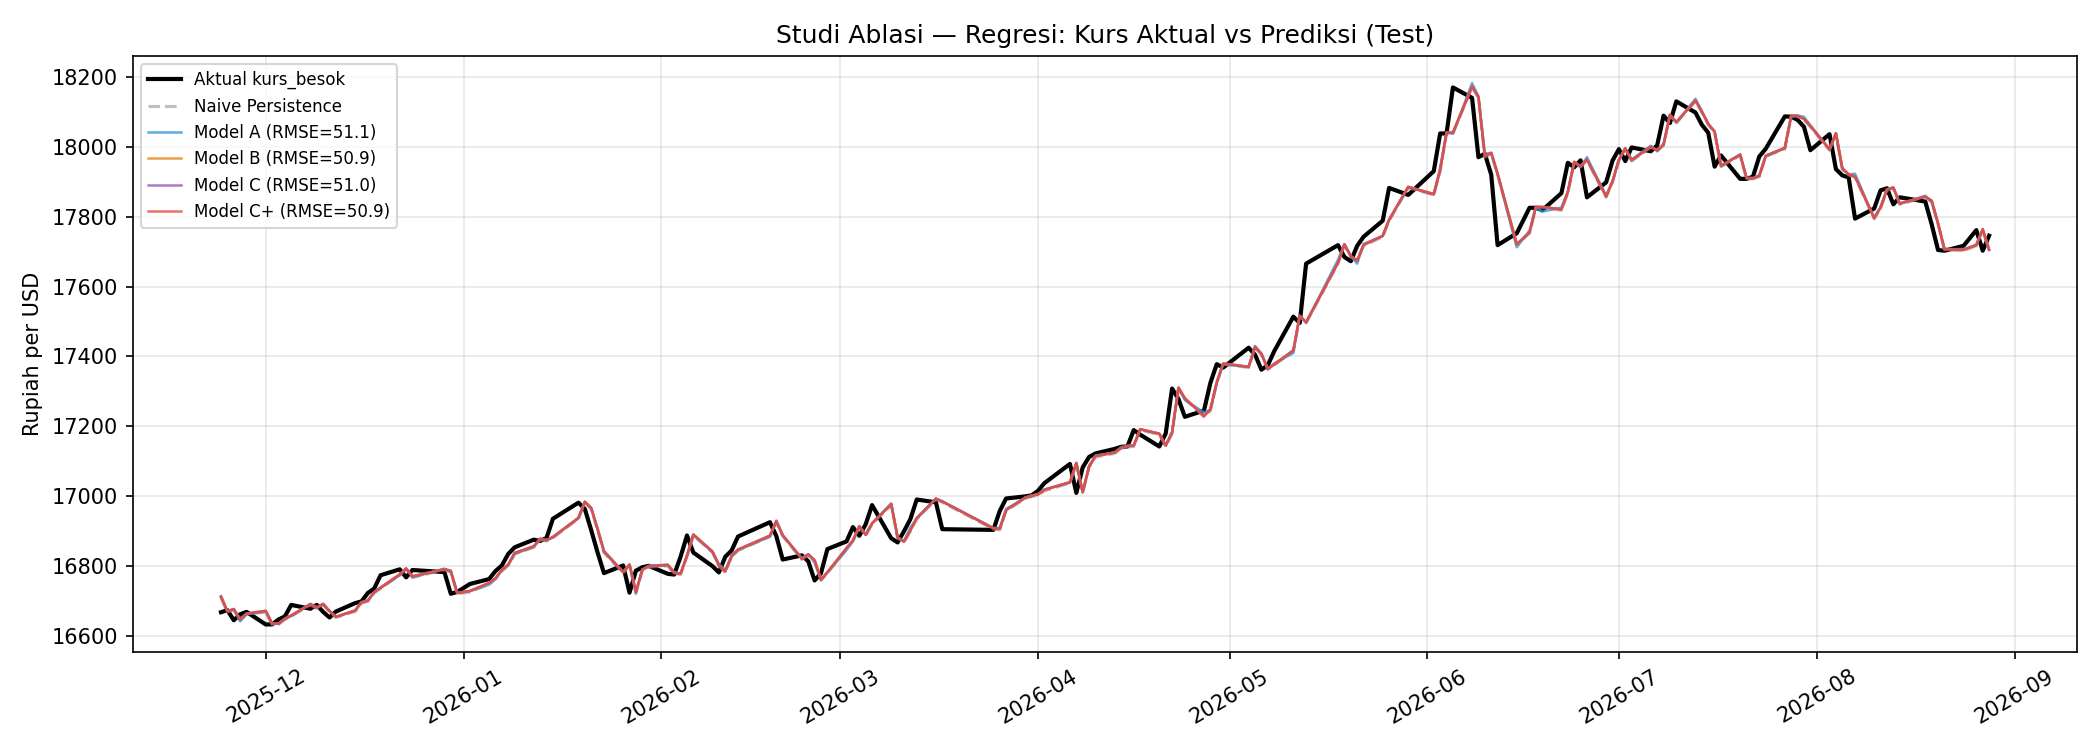 Studi Ablasi — Regresi: Kurs Aktual vs Prediksi (Test)
Aktual kurs_besok
Naive Persistence
Model A (RMSE=51.1)
Model B (RMSE=50.9)
Model C (RMSE=51.0)
Model C+ (RMSE=50.9)
Rupiah per USD
18200
18000
17800
17600
17400
17200
17000
16800
16600
2025-12
2026-01
2026-02
2026-03
2026-04
2026-05
2026-06
2026-07
2026-08
2026-09